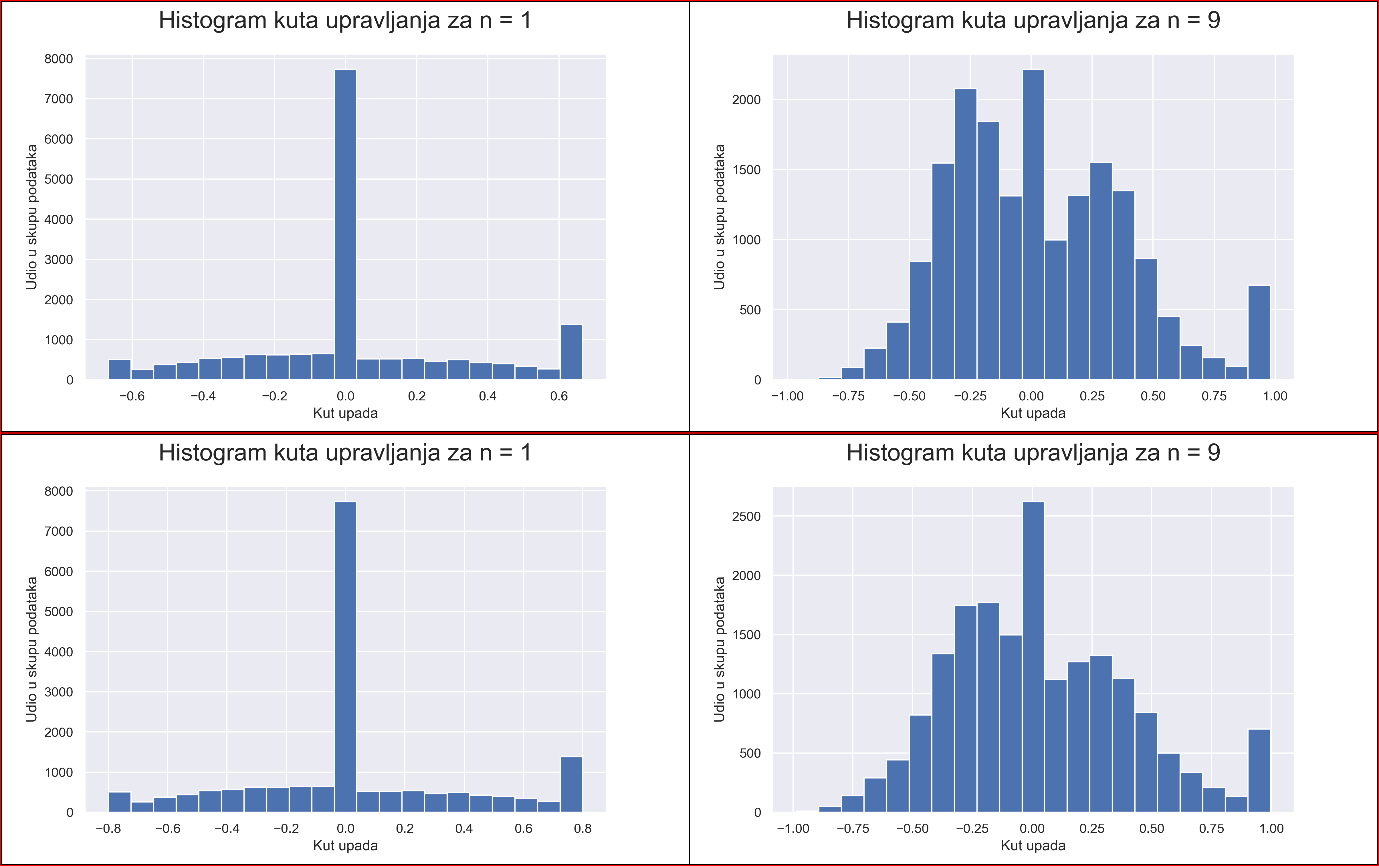 Histogram kuta upravljanja za n = 1
8000
7000
6000
5000
4000
3000
2000
1000
0
Udio u skupu podataka
−0.6 −0.4 −0.2 0.0 0.2 0.4 0.6
Kut upada
Histogram kuta upravljanja za n = 9
2000
1500
1000
500
0
Udio u skupu podataka
−1.00 −0.75 −0.50 −0.25 0.00 0.25 0.50 0.75 1.00
Kut upada
Histogram kuta upravljanja za n = 1
8000
7000
6000
5000
4000
3000
2000
1000
0
Udio u skupu podataka
−0.8 −0.6 −0.4 −0.2 0.0 0.2 0.4 0.6 0.8
Kut upada
Histogram kuta upravljanja za n = 9
2500
2000
1500
1000
500
0
Udio u skupu podataka
−1.00 −0.75 −0.50 −0.25 0.00 0.25 0.50 0.75 1.00
Kut upada